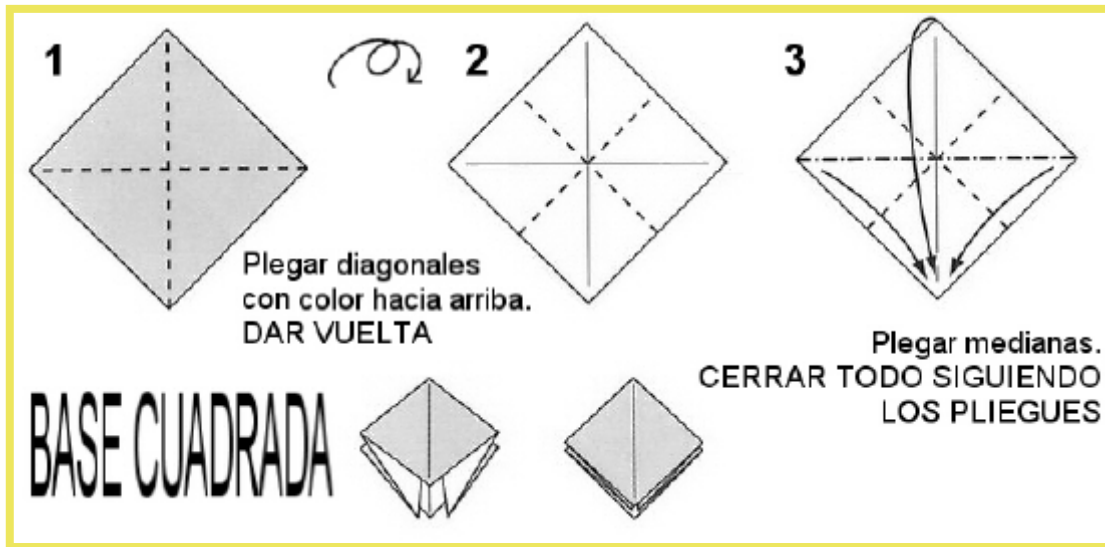 1
2
3
Plegar diagonales
con color hacia arriba.
DAR VUELTA
Plegar medianas.
CERRAR TODO SIGUIENDO
LOS PLIEGUES
BASE CUADRADA